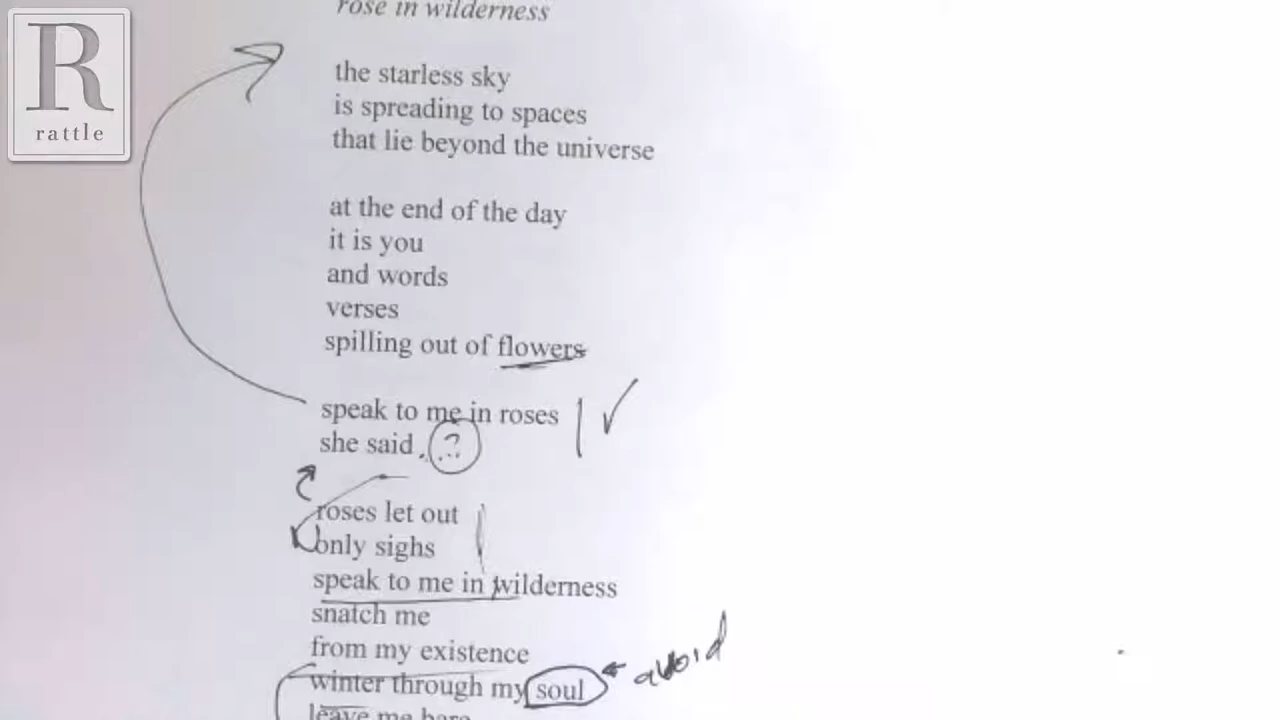 R
rattle
rose in wilderness
the starless sky
is spreading to spaces
that lie beyond the universe
at the end of the day
it is you
and words
verses
spilling out of flowers
speak to me in roses
she said . ?
roses let out
only sighs
speak to me in wilderness
snatch me
from my existence
winter through my soul
avoid
leave me bare